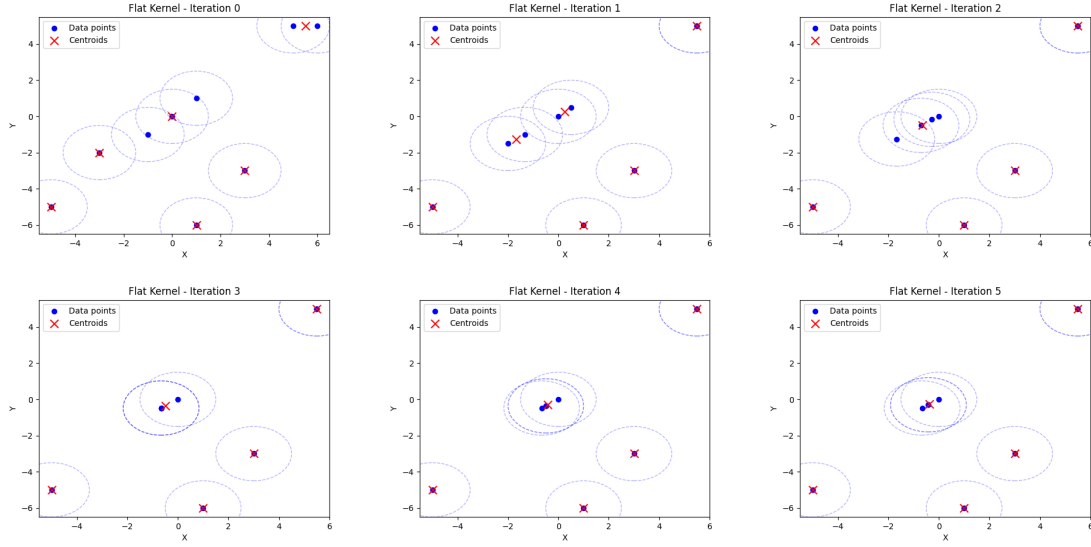 Flat Kernel - Iteration 0
Data points
Centroids
Y
4
2
0
−2
−4
−6
−4
−2
0
2
4
6
X
Flat Kernel - Iteration 1
Data points
Centroids
Y
4
2
0
−2
−4
−6
−4
−2
0
2
4
6
X
Flat Kernel - Iteration 2
Data points
Centroids
Y
4
2
0
−2
−4
−6
−4
−2
0
2
4
6
X
Flat Kernel - Iteration 3
Data points
Centroids
Y
4
2
0
−2
−4
−6
−4
−2
0
2
4
6
X
Flat Kernel - Iteration 4
Data points
Centroids
Y
4
2
0
−2
−4
−6
−4
−2
0
2
4
6
X
Flat Kernel - Iteration 5
Data points
Centroids
Y
4
2
0
−2
−4
−6
−4
−2
0
2
4
6
X